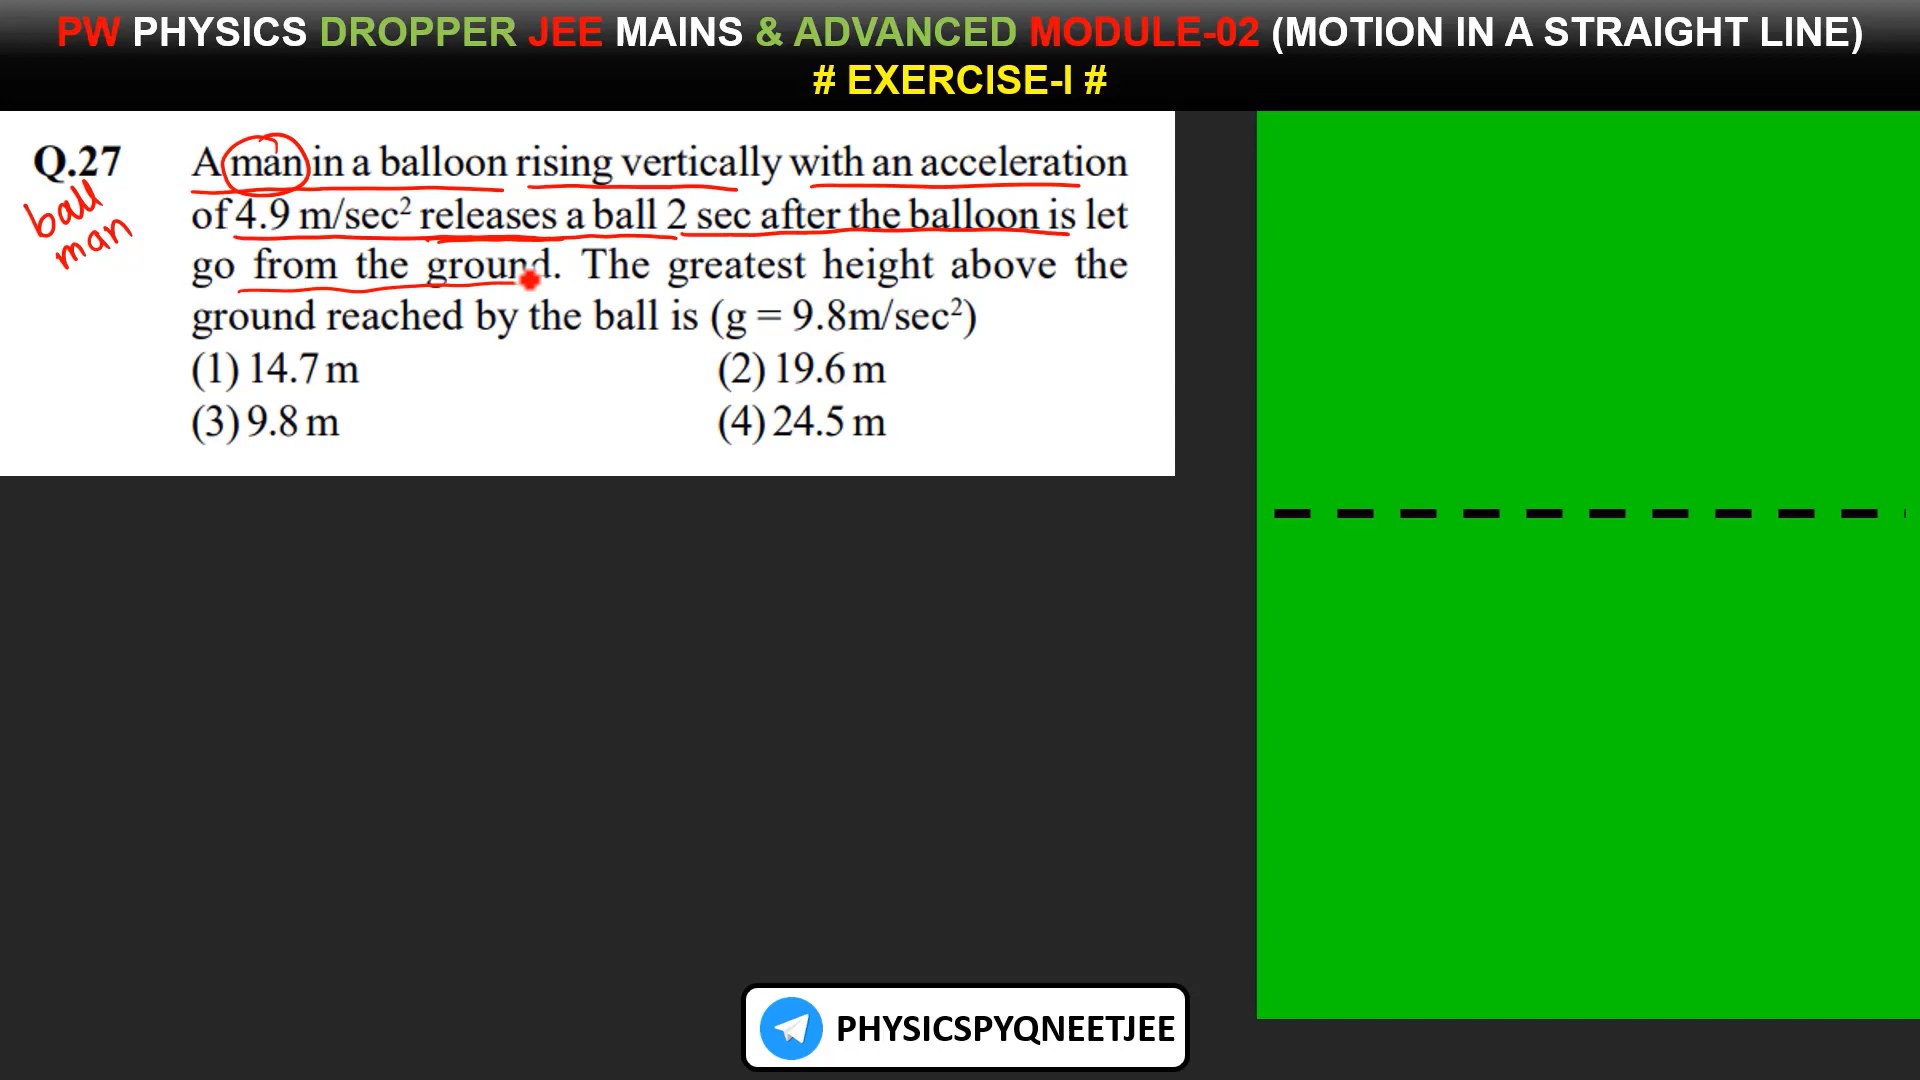 PW PHYSICS DROPPER JEE MAINS & ADVANCED MODULE-02 (MOTION IN A STRAIGHT LINE)
# EXERCISE-I #
Q.27 A man in a balloon rising vertically with an acceleration
of 4.9 m/sec² releases a ball 2 sec after the balloon is let
go from the ground. The greatest height above the
ground reached by the ball is (g = 9.8m/sec²)
(1) 14.7 m (2) 19.6 m
(3) 9.8 m (4) 24.5 m
ball
man
PHYSICSPYQNEETJEE